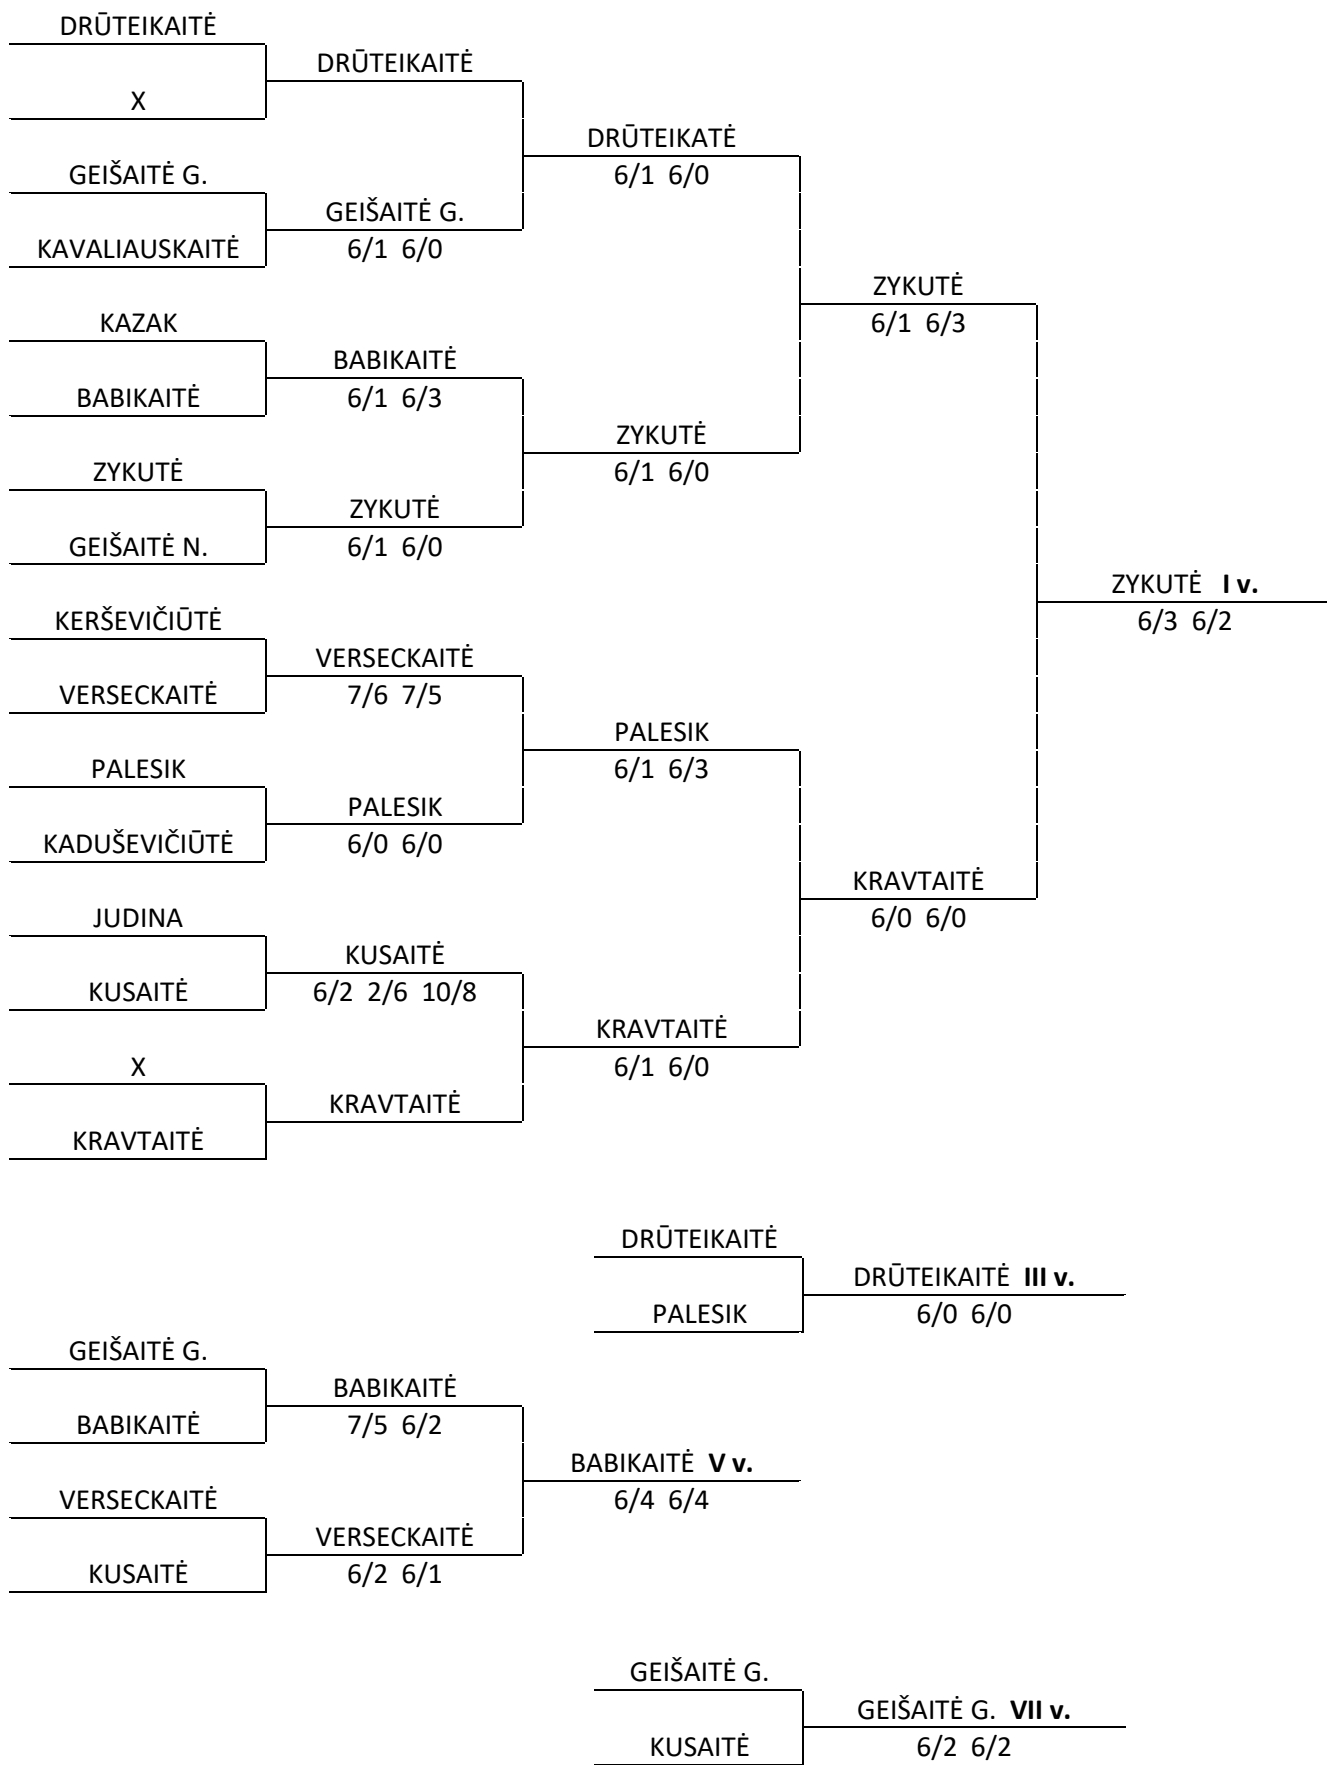 DRŪTEIKAITĖ
DRŪTEIKAITĖ
X
DRŪTEIKATĖ
6/1 6/0
GEIŠAITĖ G.
GEIŠAITĖ G.
KAVALIAUSKAITĖ
6/1 6/0
ZYKUTĖ
6/1 6/3
KAZAK
BABIKAITĖ
BABIKAITĖ
6/1 6/3
ZYKUTĖ
6/1 6/0
ZYKUTĖ
ZYKUTĖ
GEIŠAITĖ N.
6/1 6/0
ZYKUTĖ I v.
6/3 6/2
KERŠEVIČIŪTĖ
VERSECKAITĖ
VERSECKAITĖ
7/6 7/5
PALESIK
6/1 6/3
PALESIK
PALESIK
KADUŠEVIČIŪTĖ
6/0 6/0
KRAVTAITĖ
6/0 6/0
JUDINA
KUSAITĖ
KUSAITĖ
6/2 2/6 10/8
KRAVTAITĖ
6/1 6/0
X
KRAVTAITĖ
KRAVTAITĖ
DRŪTEIKAITĖ
DRŪTEIKAITĖ III v.
PALESIK
6/0 6/0
GEIŠAITĖ G.
BABIKAITĖ
BABIKAITĖ
7/5 6/2
BABIKAITĖ V v.
6/4 6/4
VERSECKAITĖ
VERSECKAITĖ
KUSAITĖ
6/2 6/1
GEIŠAITĖ G.
GEIŠAITĖ G. VII v.
KUSAITĖ
6/2 6/2